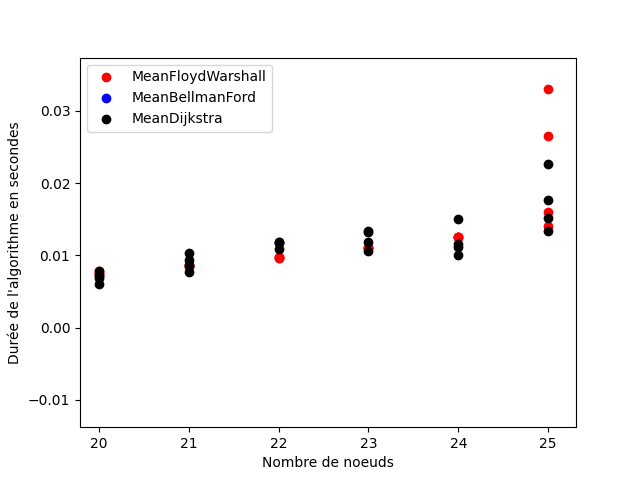 MeanFloydWarshall
MeanBellmanFord
MeanDijkstra
0.03
0.02
0.01
0.00
−0.01
Durée de l'algorithme en secondes
20 21 22 23 24 25
Nombre de noeuds